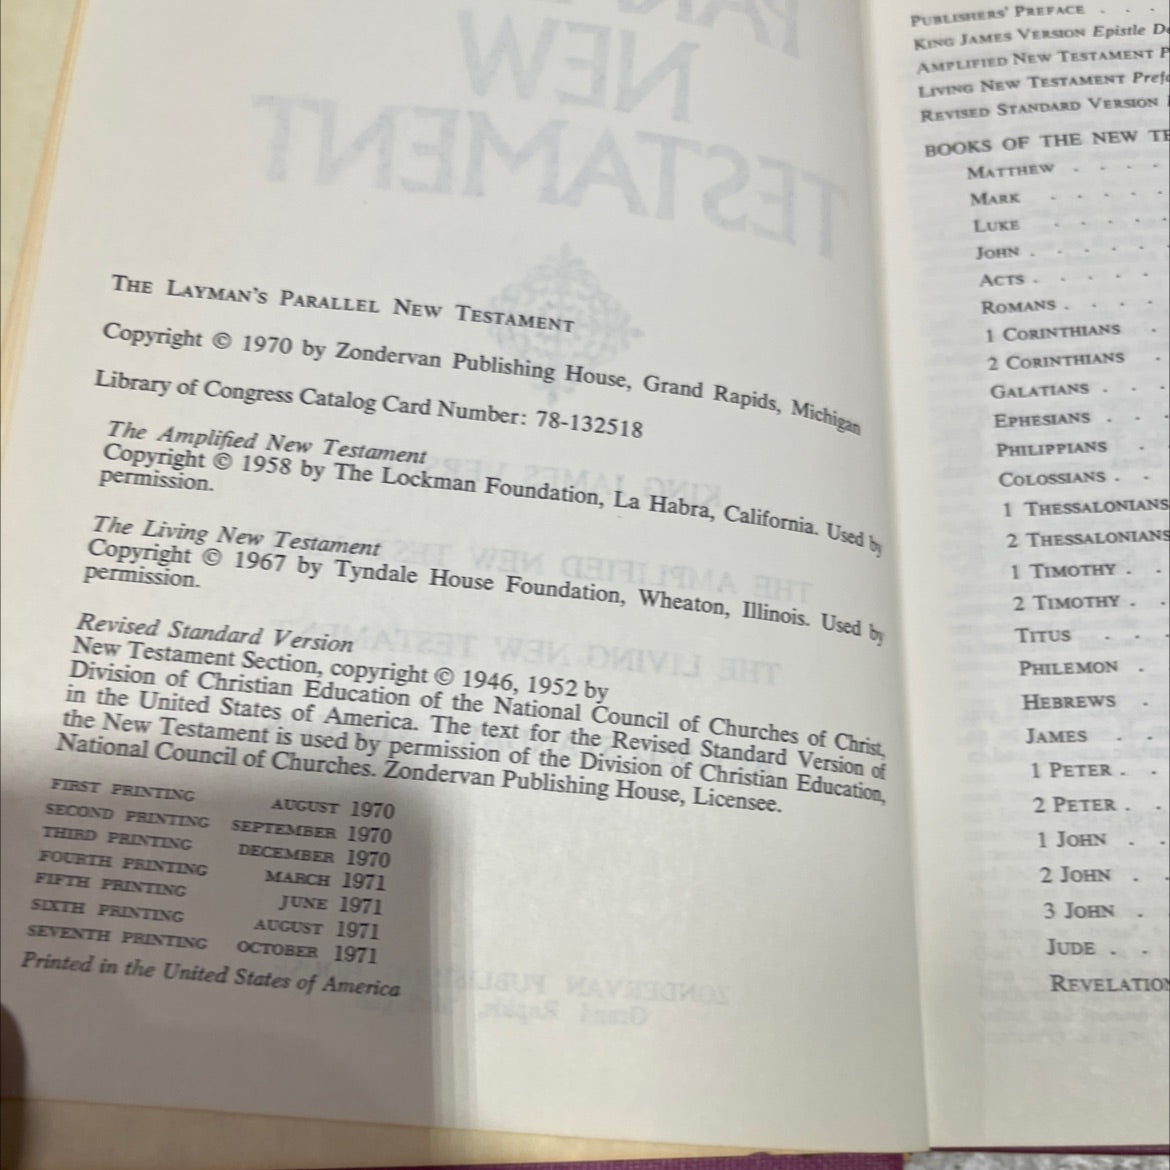 The Layman's Parallel New Testament
Copyright © 1970 by Zondervan Publishing House, Grand Rapids, Michigan
Library of Congress Catalog Card Number: 78-132518
The Amplified New Testament
Copyright © 1958 by The Lockman Foundation, La Habra, California. Used by
permission.
The Living New Testament
Copyright © 1967 by Tyndale House Foundation, Wheaton, Illinois. Used by
permission.
Revised Standard Version
New Testament Section, copyright © 1946, 1952 by
Division of Christian Education of the National Council of Churches of Christ,
in the United States of America. The text for the Revised Standard Version of
the New Testament is used by permission of the Division of Christian Education,
National Council of Churches. Zondervan Publishing House, Licensee.
FIRST PRINTING AUGUST 1970
SECOND PRINTING SEPTEMBER 1970
THIRD PRINTING DECEMBER 1970
FOURTH PRINTING MARCH 1971
FIFTH PRINTING JUNE 1971
SIXTH PRINTING AUGUST 1971
SEVENTH PRINTING OCTOBER 1971
Printed in the United States of America
Publishers' Preface . . .
King James Version Epistle
Amplified New Testament
Living New Testament
Revised Standard Version
BOOKS OF THE NEW
Matthew . . . .
Mark . . . . .
Luke . . . . .
John . . . . . .
Acts . . . . . .
Romans . . . .
1 Corinthians .
2 Corinthians .
Galatians . . .
Ephesians . . .
Philippians .
Colossians . .
1 Thessalonians
2 Thessalonians
1 Timothy . .
2 Timothy . .
Titus . . .
Philemon .
Hebrews .
James . .
1 Peter . .
2 Peter . .
1 John . .
2 John . .
3 John .
Jude . .
Revelation